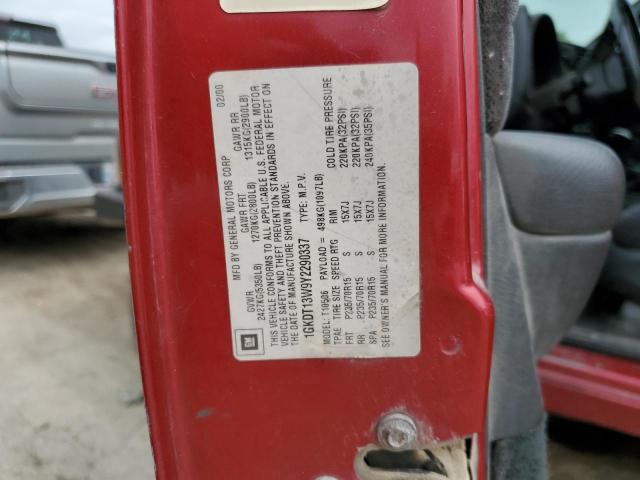 MFD BY GENERAL MOTORS CORP 02/00
GVWR GAWR FRT GAWR RR
2427KG(5350LB) 1270KG(2800LB) 1315KG(2900LB)
THIS VEHICLE CONFORMS TO ALL APPLICABLE U.S. FEDERAL MOTOR
VEHICLE SAFETY AND THEFT PREVENTION STANDARDS IN EFFECT ON
THE DATE OF MANUFACTURE SHOWN ABOVE.
1GKDT13W9Y2290337 TYPE: M.P.V.
MODEL: T10506 PAYLOAD = 498KG(1097LB)
TPAE TIRE SIZE SPEED RTG RIM COLD TIRE PRESSURE
FRT P235/70R15 S 15X7J 220KPA(32PSI)
RR P235/70R15 S 15X7J 220KPA(32PSI)
SPA P235/70R15 S 15X7J 240KPA(35PSI)
SEE OWNER'S MANUAL FOR MORE INFORMATION.
GM